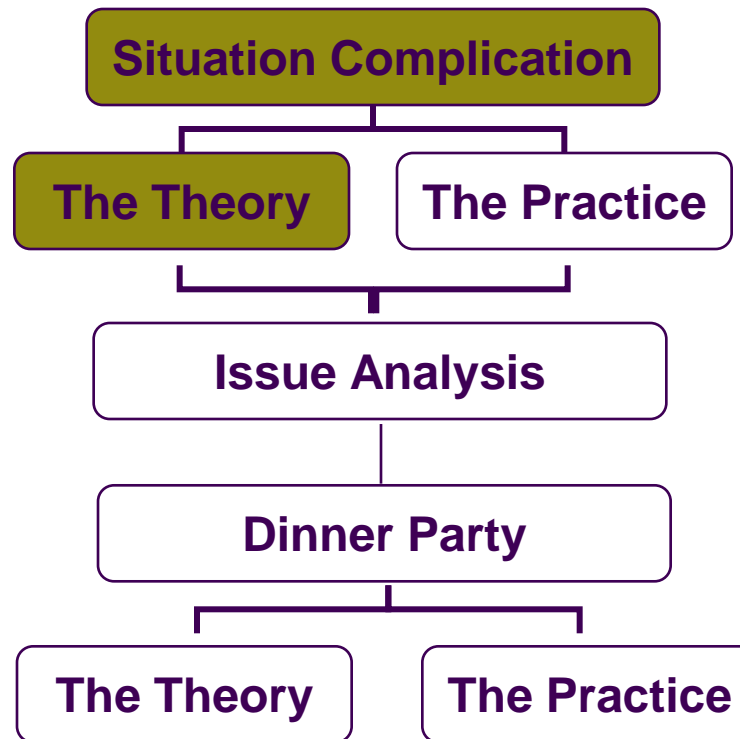 Situation Complication
The Theory
The Practice
Issue Analysis
Dinner Party
The Theory
The Practice